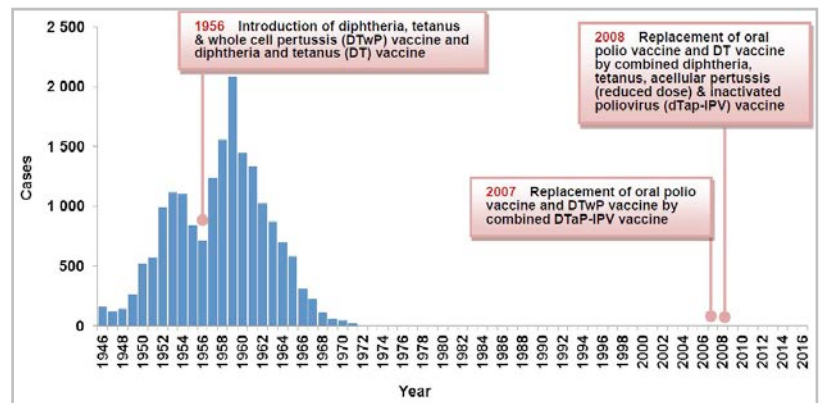 2 500
2 000
1 500
1 000
500
0
Cases
1956 Introduction of diphtheria, tetanus
& whole cell pertussis (DTwP) vaccine and
diphtheria and tetanus (DT) vaccine
2008 Replacement of oral
polio vaccine and DT vaccine
by combined diphtheria,
tetanus, acellular pertussis
(reduced dose) & inactivated
poliovirus (dTap-IPV) vaccine
2007 Replacement of oral polio
vaccine and DTwP vaccine by
combined DTaP-IPV vaccine
1946 1948 1950 1952 1954 1956 1958 1960 1962 1964 1966 1968 1970 1972 1974 1976 1978 1980 1982 1984 1986 1988 1990 1992 1994 1996 1998 2000 2002 2004 2006 2008 2010 2012 2014 2016
Year